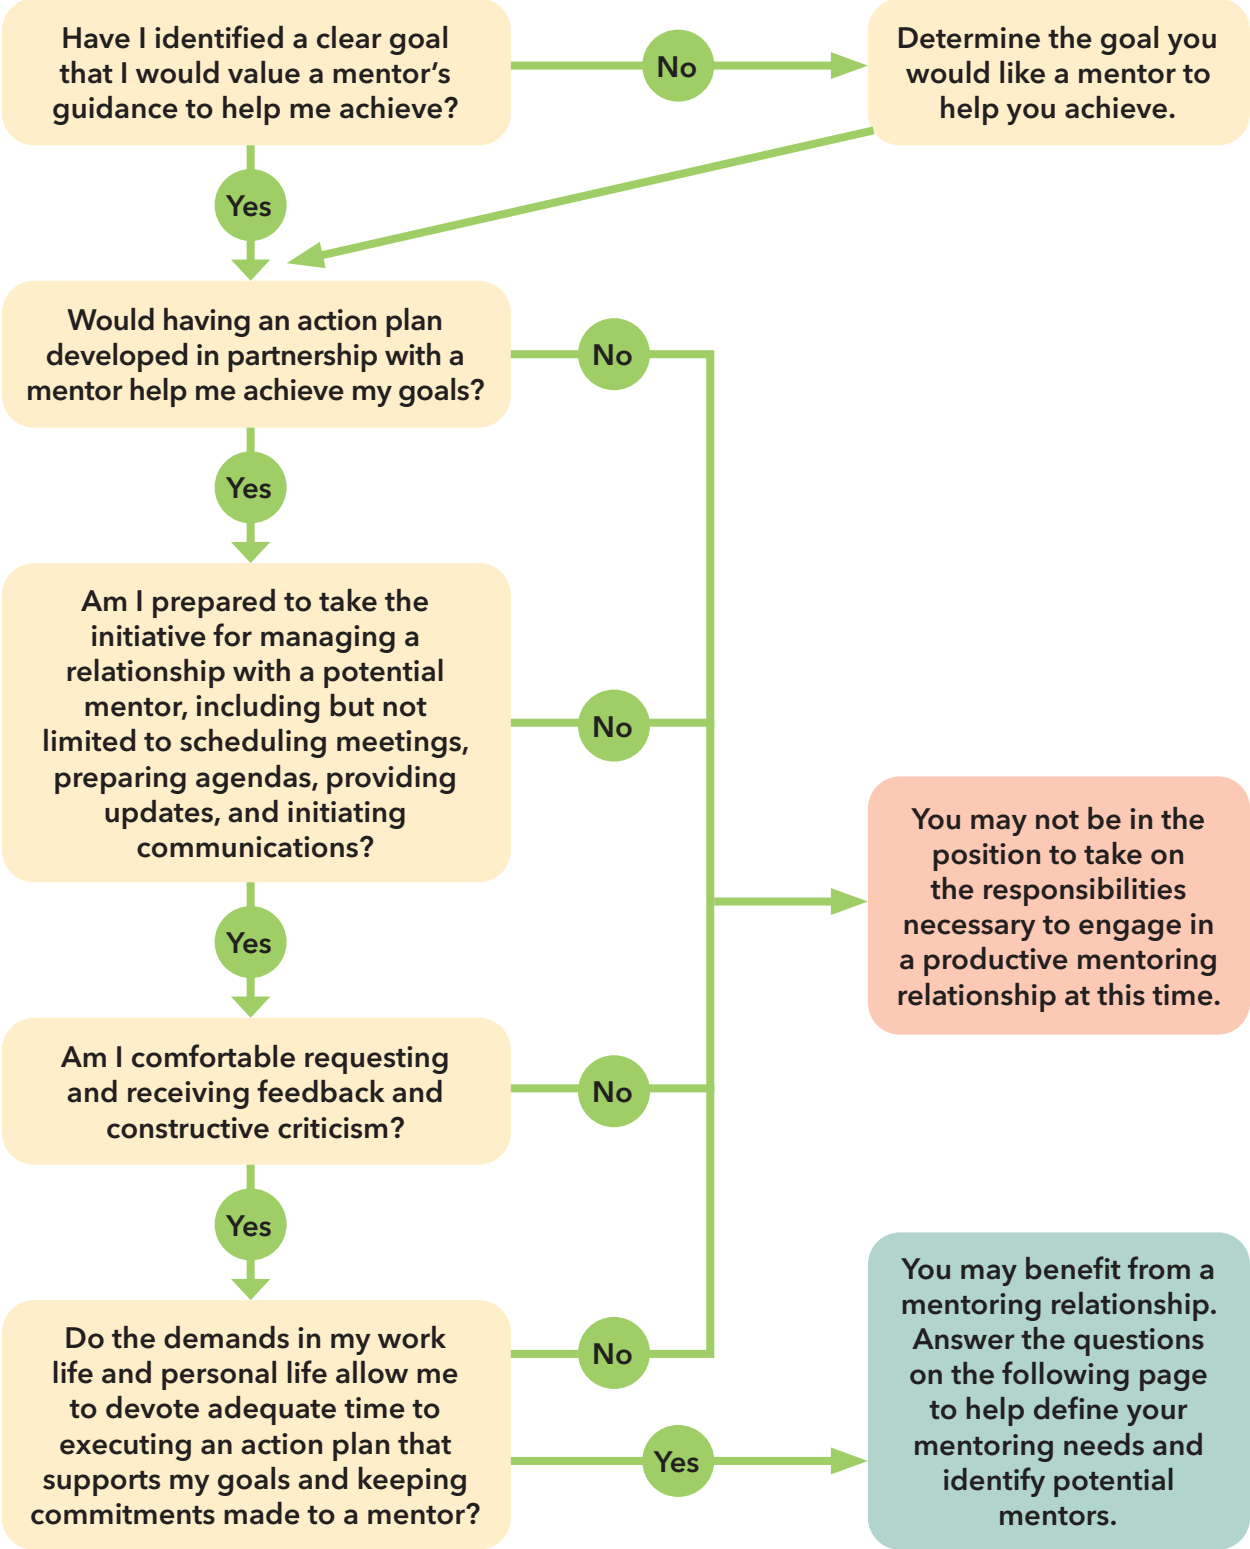 Have I identified a clear goal
that I would value a mentor’s
guidance to help me achieve?
No
Determine the goal you
would like a mentor to
help you achieve.
Yes
Would having an action plan
developed in partnership with a
mentor help me achieve my goals?
No
Yes
Am I prepared to take the
initiative for managing a
relationship with a potential
mentor, including but not
limited to scheduling meetings,
preparing agendas, providing
updates, and initiating
communications?
No
You may not be in the
position to take on
the responsibilities
necessary to engage in
a productive mentoring
relationship at this time.
Yes
Am I comfortable requesting
and receiving feedback and
constructive criticism?
No
Yes
Do the demands in my work
life and personal life allow me
to devote adequate time to
executing an action plan that
supports my goals and keeping
commitments made to a mentor?
No
Yes
You may benefit from a
mentoring relationship.
Answer the questions
on the following page
to help define your
mentoring needs and
identify potential
mentors.